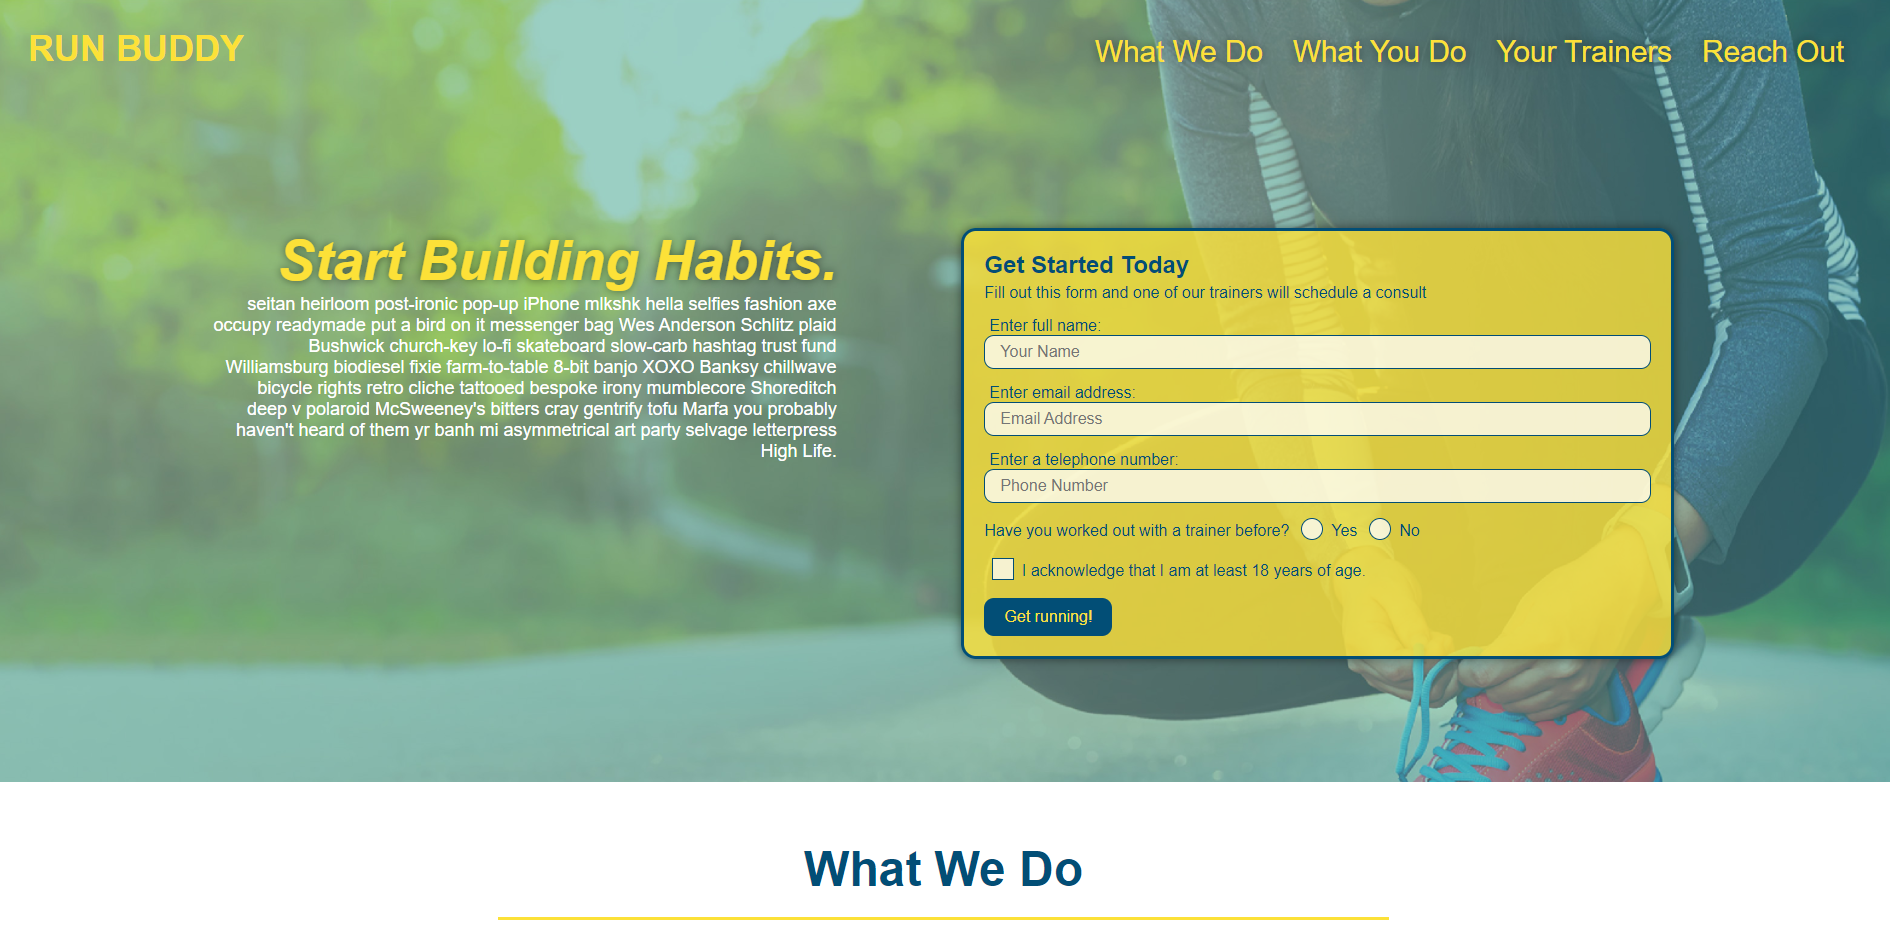 RUN BUDDY
What We Do What You Do Your Trainers Reach Out
Start Building Habits.
seitan heirloom post-ironic pop-up iPhone mlkshk hella selfies fashion axe
occupy readymade put a bird on it messenger bag Wes Anderson Schlitz plaid
Bushwick church-key lo-fi skateboard slow-carb hashtag trust fund
Williamsburg biodiesel fixie farm-to-table 8-bit banjo XOXO Banksy chillwave
bicycle rights retro cliche tattooed bespoke irony mumblecore Shoreditch
deep v polaroid McSweeney's bitters cray gentrify tofu Marfa you probably
haven't heard of them yr banh mi asymmetrical art party selvage letterpress
High Life.
Get Started Today
Fill out this form and one of our trainers will schedule a consult
Enter full name:
Your Name
Enter email address:
Email Address
Enter a telephone number:
Phone Number
Have you worked out with a trainer before? Yes No
I acknowledge that I am at least 18 years of age.
Get running!
What We Do